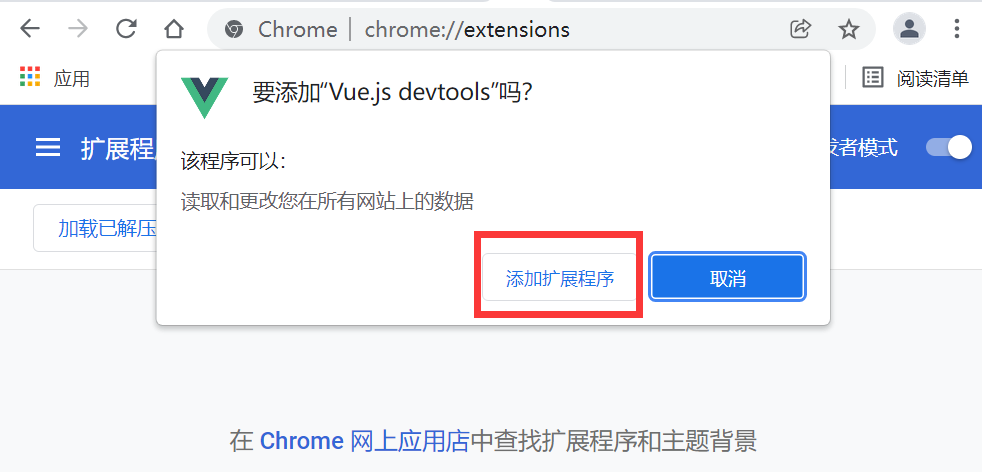 Chrome | chrome://extensions
应用
阅读清单
要添加“Vue.js devtools”吗?
扩展程
发者模式
该程序可以：
读取和更改您在所有网站上的数据
加载已解压
添加扩展程序
取消
在 Chrome 网上应用店中查找扩展程序和主题背景